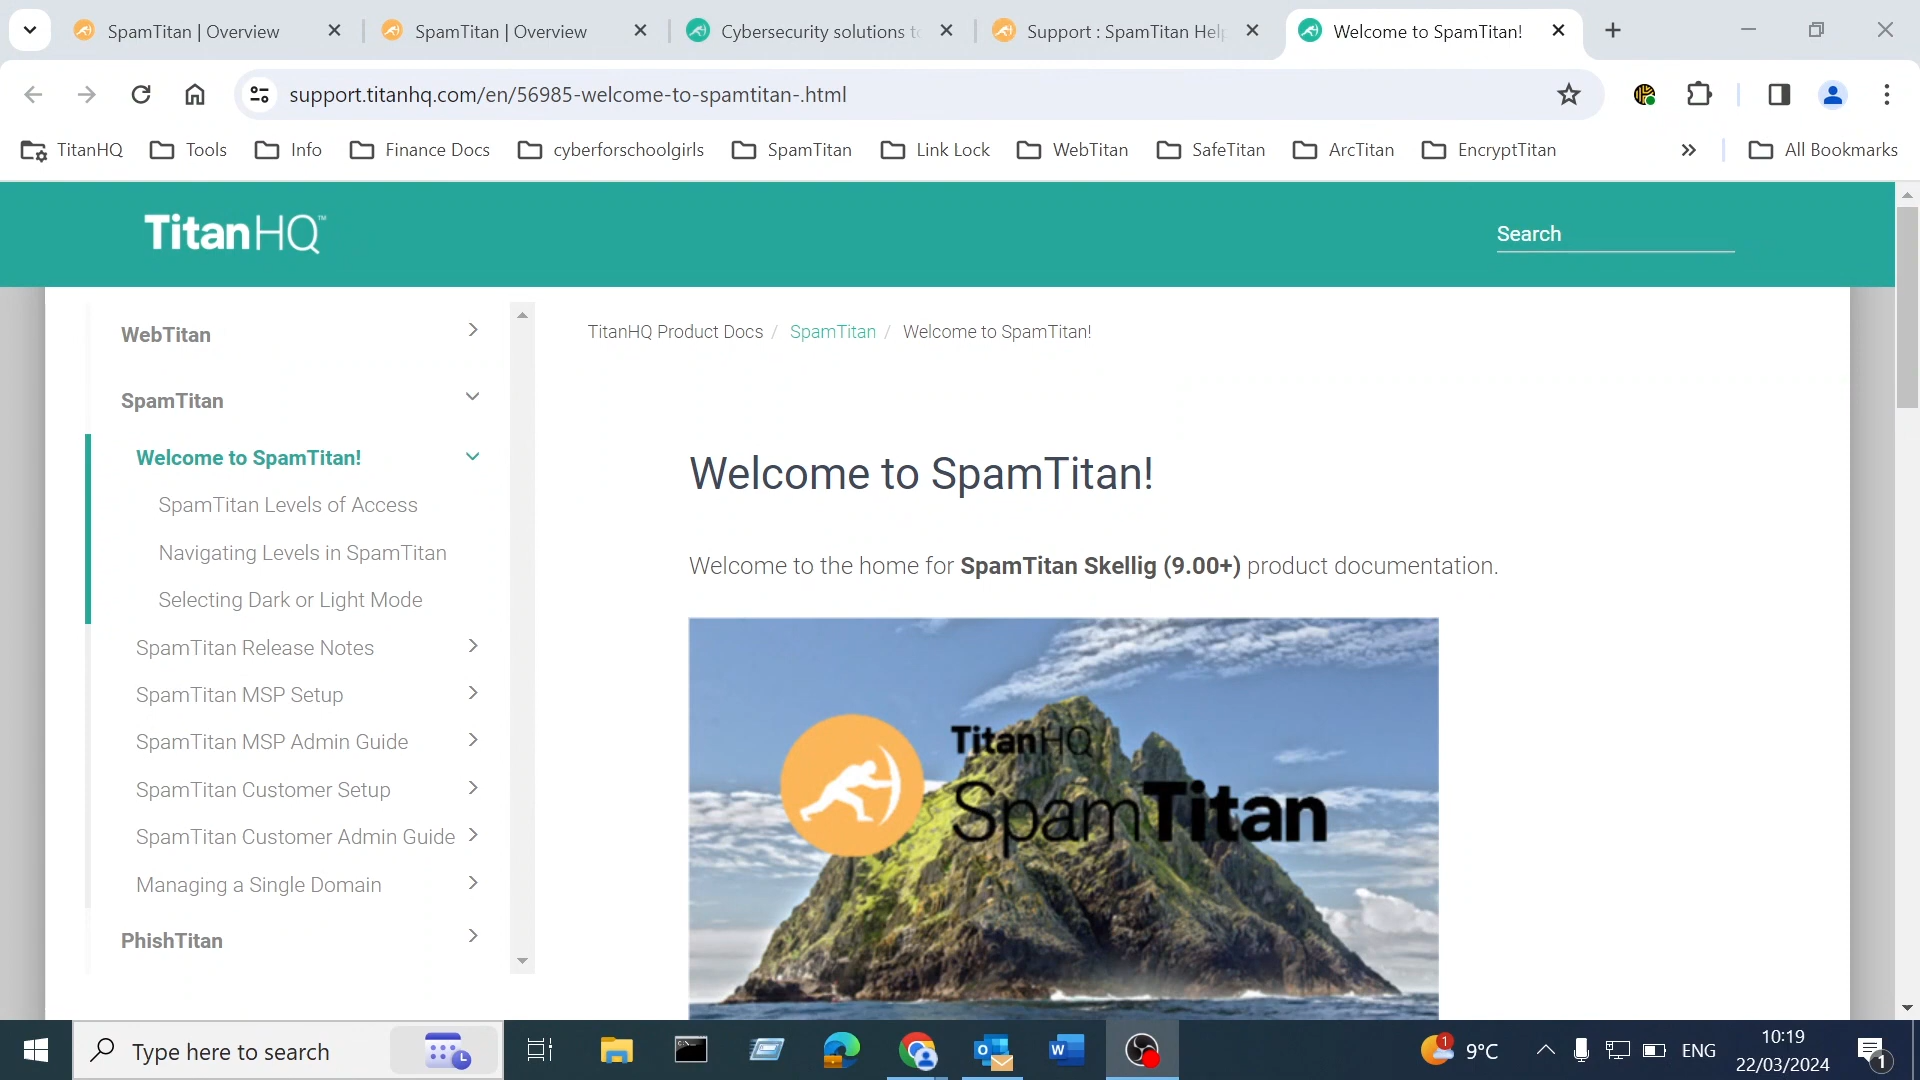 SpamTitan | Overview
SpamTitan | Overview
Cybersecurity solutions to
Support : SpamTitan Help
Welcome to SpamTitan!
support.titanhq.com/en/56985-welcome-to-spamtitan-.html
TitanHQ
Tools
Info
Finance Docs
cyberforschoolgirls
SpamTitan
Link Lock
WebTitan
SafeTitan
ArcTitan
EncryptTitan
»
All Bookmarks
TitanHQ™
Search
WebTitan
SpamTitan
Welcome to SpamTitan!
SpamTitan Levels of Access
Navigating Levels in SpamTitan
Selecting Dark or Light Mode
SpamTitan Release Notes
SpamTitan MSP Setup
SpamTitan MSP Admin Guide
SpamTitan Customer Setup
SpamTitan Customer Admin Guide
Managing a Single Domain
PhishTitan
TitanHQ Product Docs / SpamTitan / Welcome to SpamTitan!
Welcome to SpamTitan!
Welcome to the home for SpamTitan Skellig (9.00+) product documentation.
TitanHQ
SpamTitan
Type here to search
1
9°C
ENG
10:19
22/03/2024
1